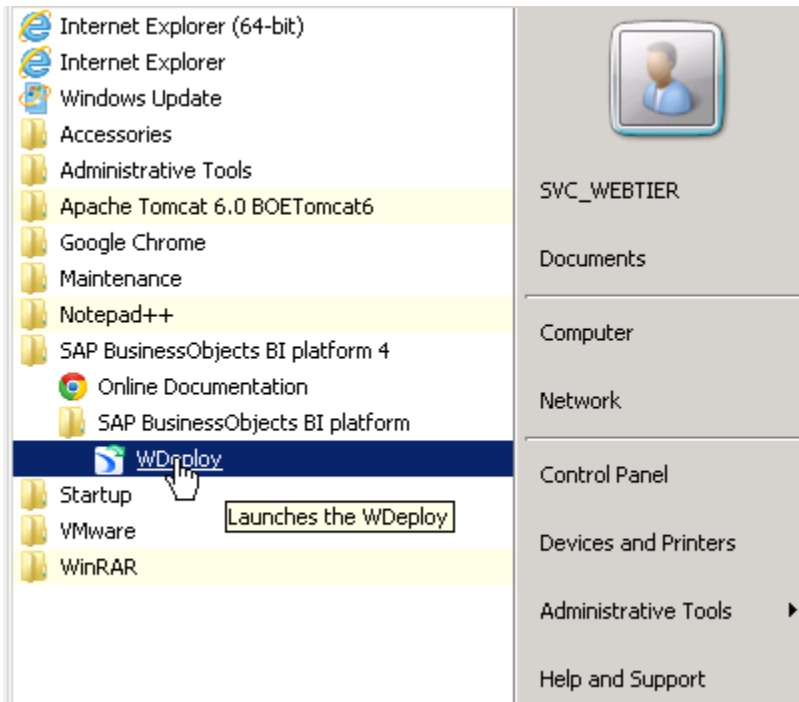 Internet Explorer (64-bit)
Internet Explorer
Windows Update
Accessories
Administrative Tools
Apache Tomcat 6.0 BOETomcat6
Google Chrome
Maintenance
Notepad++
SAP BusinessObjects BI platform 4
Online Documentation
SAP BusinessObjects BI platform
WDeploy
Startup
Launches the WDeploy
VMware
WinRAR
SVC_WEBTIER
Documents
Computer
Network
Control Panel
Devices and Printers
Administrative Tools
Help and Support